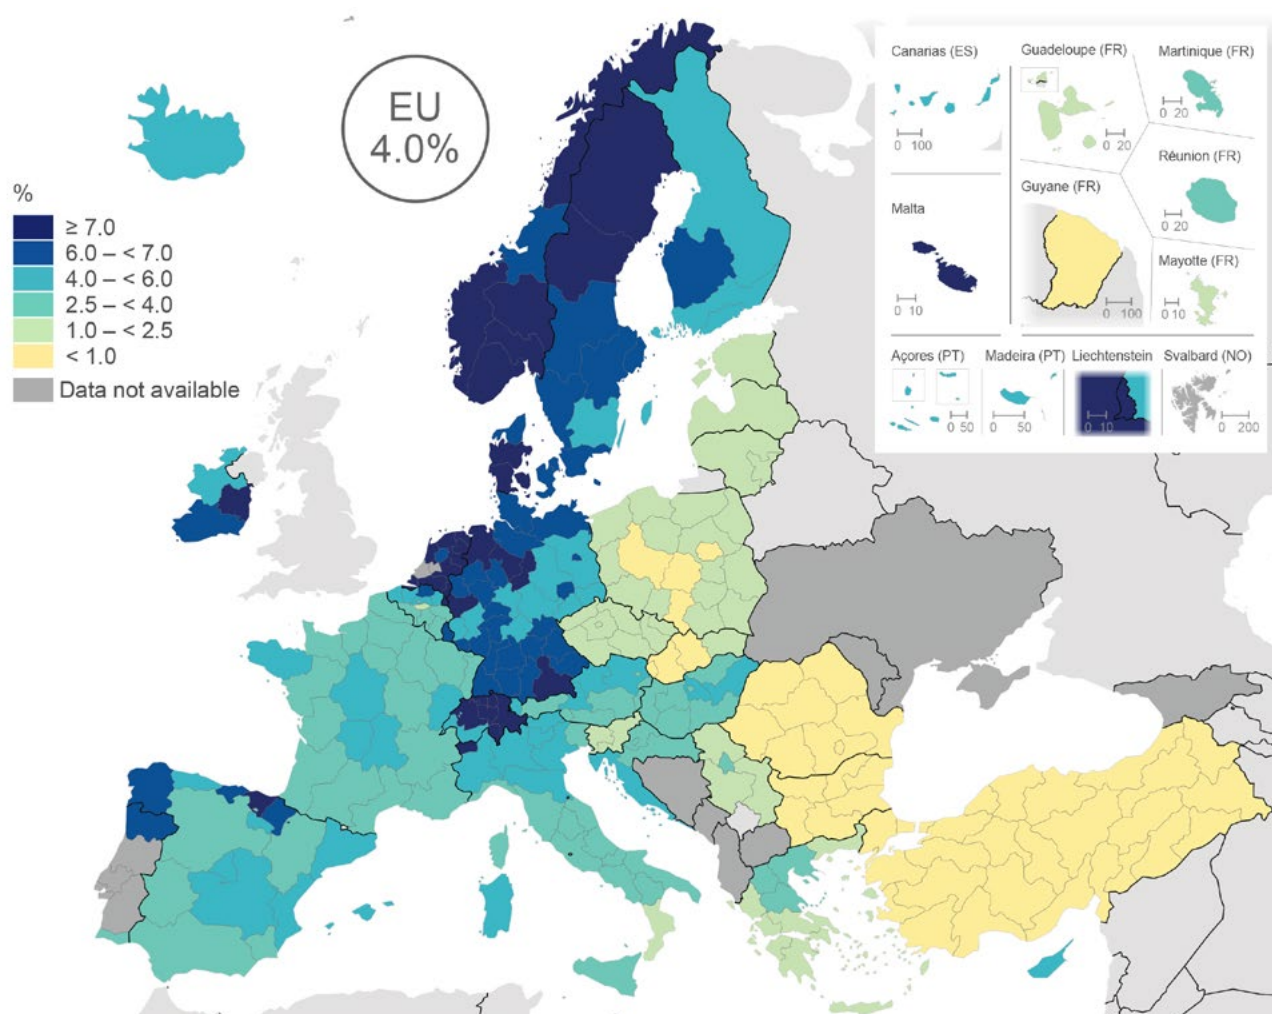 EU
4.0%
%
≥ 7.0
6.0 – < 7.0
4.0 – < 6.0
2.5 – < 4.0
1.0 – < 2.5
< 1.0
Data not available
Canarias (ES)
0 100
Guadeloupe (FR)
0 20
Martinique (FR)
0 20
Réunion (FR)
0 20
Guyane (FR)
0 100
Malta
0 10
Mayotte (FR)
0 10
Açores (PT)
0 50
Madeira (PT)
0 50
Liechtenstein
0 10
Svalbard (NO)
0 200